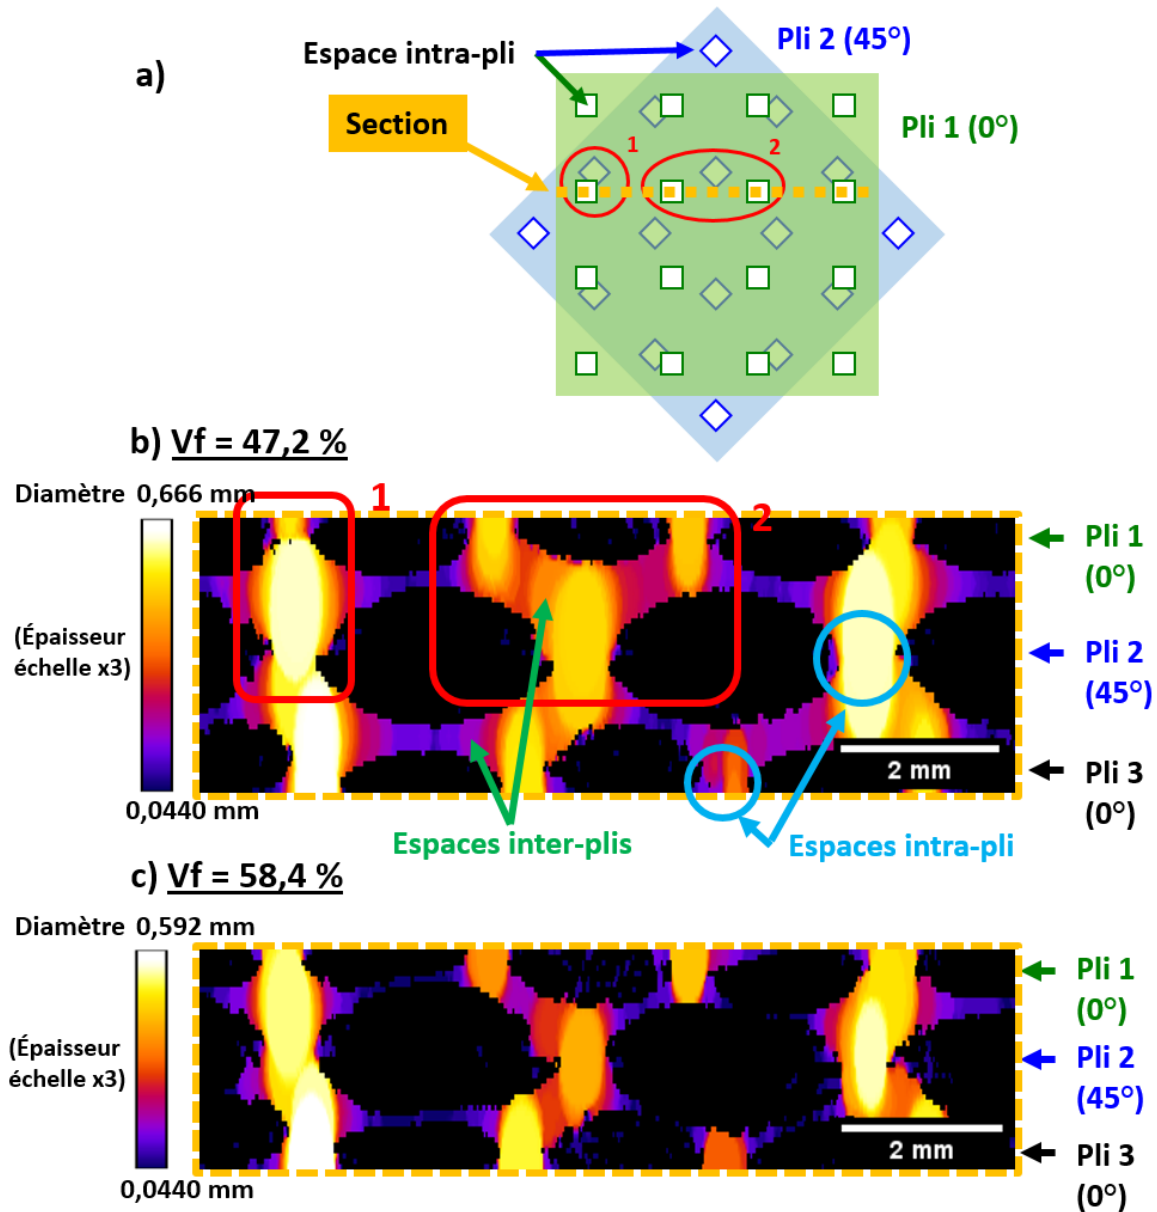 a)
Espace intra-pli
Pli 2 (45°)
Section
Pli 1 (0°)
1
2
b) Vf = 47,2 %
Diamètre 0,666 mm
1
2
(Épaisseur
échelle x3)
0,0440 mm
Pli 1
(0°)
Pli 2
(45°)
Pli 3
(0°)
2 mm
Espaces inter-plis
Espaces intra-pli
c) Vf = 58,4 %
Diamètre 0,592 mm
(Épaisseur
échelle x3)
0,0440 mm
Pli 1
(0°)
Pli 2
(45°)
Pli 3
(0°)
2 mm